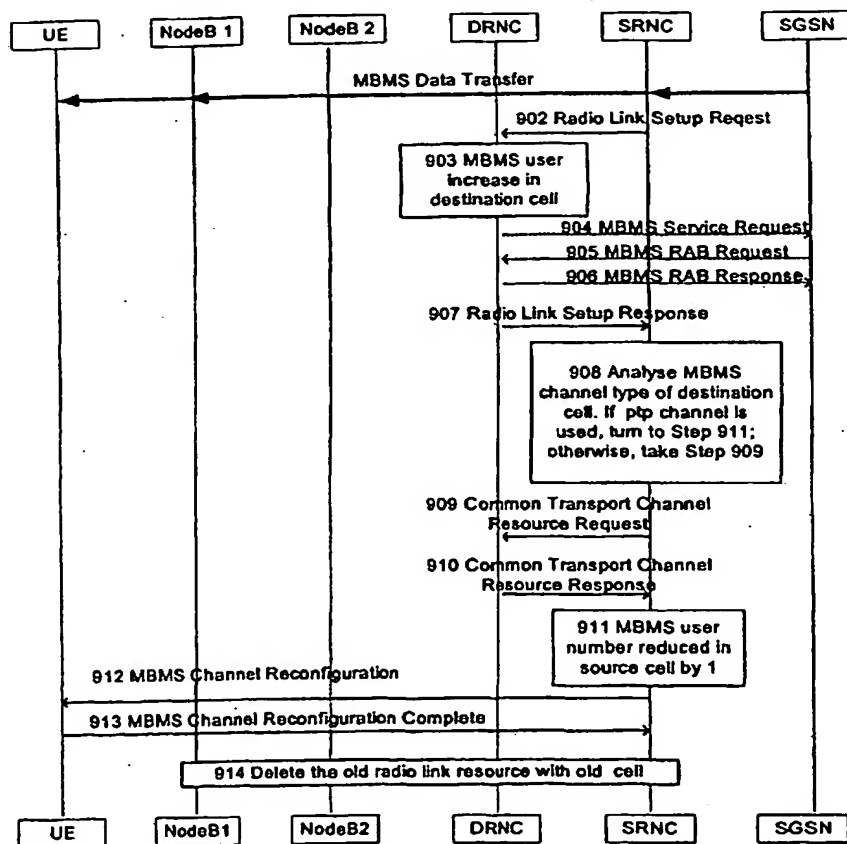 UE NodeB 1 NodeB 2 DRNC SRNC SGSN
MBMS Data Transfer
902 Radio Link Setup Reqest
903 MBMS user
increase in
destination cell
904 MBMS Service Request
905 MBMS RAB Request
906 MBMS RAB Response
907 Radio Link Setup Response
908 Analyse MBMS
channel type of destination
cell. If ptp channel is
used, turn to Step 911;
otherwise, take Step 909
909 Common Transport Channel
Resource Request
910 Common Transport Channel
Resource Response
911 MBMS user
number reduced in
source cell by 1
912 MBMS Channel Reconfiguration
913 MBMS Channel Reconfiguration Complete
914 Delete the old radio link resource with old cell
UE NodeB1 NodeB2 DRNC SRNC SGSN